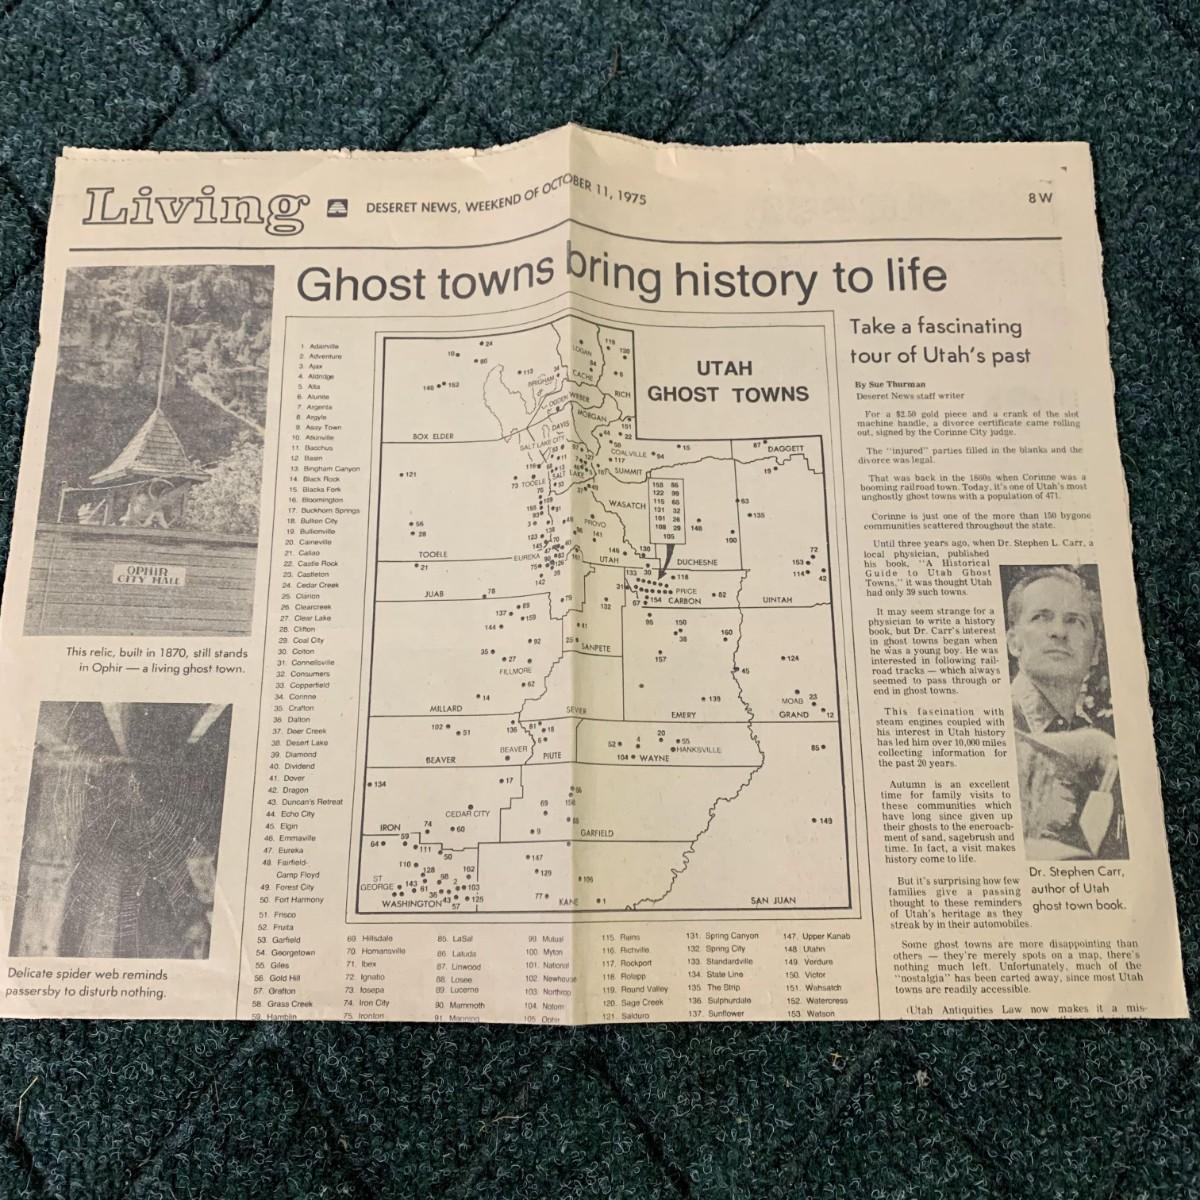 Living
DESERET NEWS, WEEKEND OF OCTOBER 11, 1975
8 W
Ghost towns bring history to life
OPHIR
CITY HALL
This relic, built in 1870, still stands
in Ophir — a living ghost town.
Delicate spider web reminds
passersby to disturb nothing.
1. Adairville
2. Adventure
3. Ajax
4. Aldridge
5. Alta
6. Alunite
7. Argenta
8. Argyle
9. Assy Town
10. Atkinville
11. Bacchus
12. Basin
13. Bingham Canyon
14. Black Rock
15. Blacks Fork
16. Bloomington
17. Buckhorn Springs
18. Bullion City
19. Bullionville
20. Caineville
21. Callao
22. Castle Rock
23. Castleton
24. Cedar Creek
25. Clarion
26. Clearcreek
27. Clear Lake
28. Clifton
29. Coal City
30. Colton
31. Connellsville
32. Consumers
33. Copperfield
34. Corinne
35. Crafton
36. Dalton
37. Deer Creek
38. Desert Lake
39. Diamond
40. Dividend
41. Dover
42. Dragon
43. Duncan's Retreat
44. Echo City
45. Elgin
46. Emmaville
47. Eureka
48. Fairfield-
Camp Floyd
49. Forest City
50. Fort Harmony
51. Frisco
52. Fruita
53. Garfield
54. Georgetown
55. Giles
56. Gold Hill
57. Grafton
58. Grass Creek
59. Hamblin
UTAH
GHOST TOWNS
LOGAN
CACHE
BRIGHAM
RICH
OGDEN
WEBER
MORGAN
BOX ELDER
DAVIS
SALT LAKE CITY
COALVILLE
DAGGETT
SUMMIT
TOOELE
SALT LAKE
WASATCH
158 86
122 99
115 65
131 32
101 26
108 29
105
PROVO
TOOELE
EUREKA
UTAH
DUCHESNE
JUAB
PRICE
CARBON
UINTAH
SANPETE
FILLMORE
MILLARD
SEVIER
EMERY
MOAB
GRAND
BEAVER
BEAVER
PIUTE
HANKSVILLE
WAYNE
CEDAR CITY
IRON
GARFIELD
ST
GEORGE
WASHINGTON
KANE
SAN JUAN
69. Hillsdale
70. Homansville
71. Ibex
72. Ignatio
73. Iosepa
74. Iron City
75. Ironton
85. LaSal
86. Latuda
87. Linwood
88. Losee
89. Lucerne
90. Mammoth
91. Manning
99. Mutual
100. Myton
101. National
102. Newhouse
103. Northrop
104. Notom
105. Ophir
115. Rains
116. Richville
117. Rockport
118. Rolapp
119. Round Valley
120. Sage Creek
121. Salduro
131. Spring Canyon
132. Spring City
133. Standardville
134. State Line
135. The Strip
136. Sulphurdale
137. Sunflower
147. Upper Kanab
148. Utahn
149. Verdure
150. Victor
151. Wahsatch
152. Watercress
153. Watson
Take a fascinating
tour of Utah's past
By Sue Thurman
Deseret News staff writer
For a $2.50 gold piece and a crank of the slot
machine handle, a divorce certificate came rolling
out, signed by the Corinne City judge.
The "injured" parties filled in the blanks and the
divorce was legal.
That was back in the 1860s when Corinne was a
booming railroad town. Today, it's one of Utah's most
unghostly ghost towns with a population of 471.
Corinne is just one of the more than 150 bygone
communities scattered throughout the state.
Until three years ago, when Dr. Stephen L. Carr, a
local physician, published
his book, "A Historical
Guide to Utah Ghost
Towns," it was thought Utah
had only 39 such towns.
It may seem strange for a
physician to write a history
book, but Dr. Carr's interest
in ghost towns began when
he was a young boy. He was
interested in following rail-
road tracks — which always
seemed to pass through or
end in ghost towns.
This fascination with
steam engines coupled with
his interest in Utah history
has led him over 10,000 miles
collecting information for
the past 20 years.
Autumn is an excellent
time for family visits to
these communities which
have long since given up
their ghosts to the encroach-
ment of sand, sagebrush and
time. In fact, a visit makes
history come to life.
But it's surprising how few
families give a passing
thought to these reminders
of Utah's heritage as they
streak by in their automobiles.
Some ghost towns are more disappointing than
others — they're merely spots on a map, there's
nothing much left. Unfortunately, much of the
"nostalgia" has been carted away, since most Utah
towns are readily accessible.
(Utah Antiquities Law now makes it a mis-
Dr. Stephen Carr,
author of Utah
ghost town book.